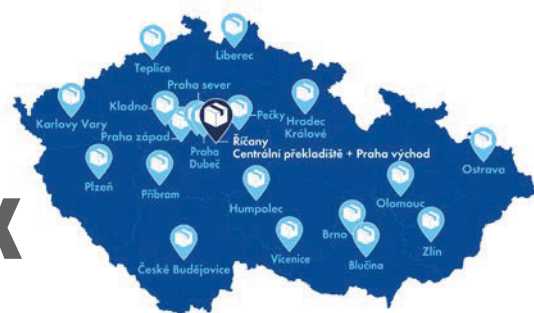 Liberec
Teplice
Praha sever
Kladno
Pečky
Hradec
Králové
Karlovy Vary
Praha západ
Praha
Dubeč
Říčany
Centrální překladiště + Praha východ
Ostrava
Plzeň
Příbram
Humpolec
Olomouc
Brno
Zlín
České Budějovice
Vícenice
Blučina
X